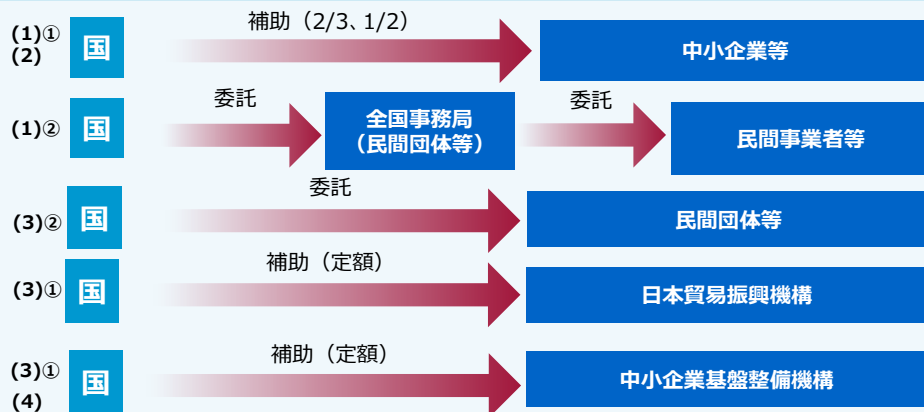 補助（2/3、1/2）
(1)①
(2)
国
中小企業等
委託
委託
(1)②
国
全国事務局
（民間団体等）
民間事業者等
委託
(3)②
国
民間団体等
補助（定額）
(3)①
国
日本貿易振興機構
補助（定額）
(3)①
(4)
国
中小企業基盤整備機構